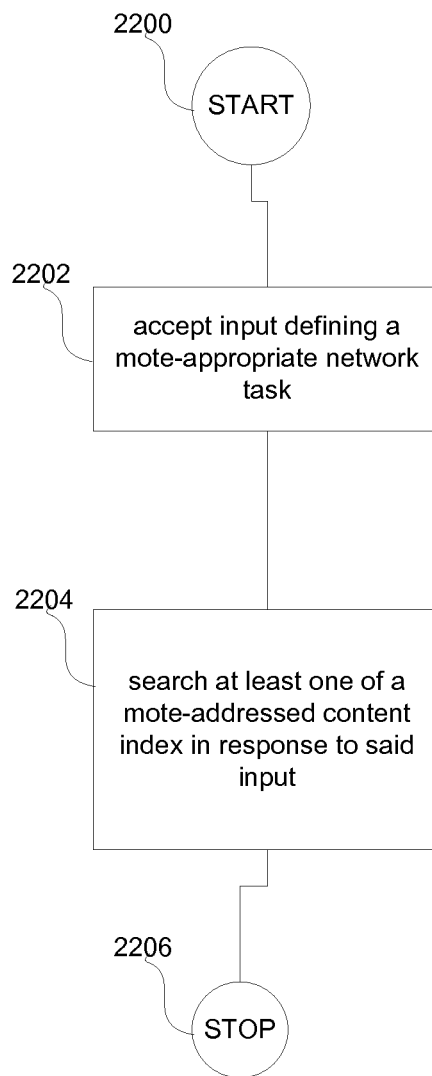 2200
START
2202
accept input defining a
mote-appropriate network
task
2204
search at least one of a
mote-addressed content
index in response to said
input
2206
STOP